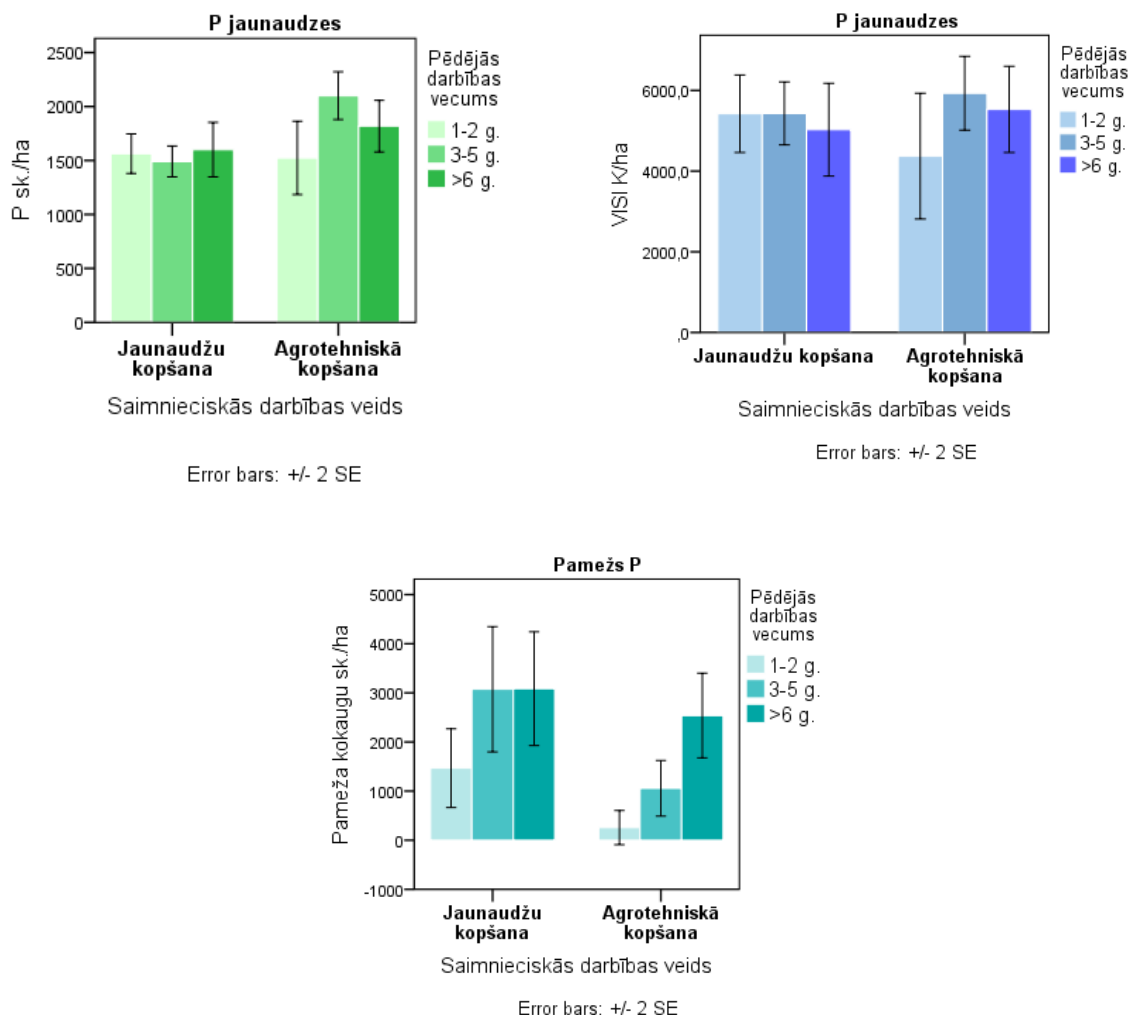 P jaunaudzes
P sk./ha
2500
2000
1500
1000
500
0
Pēdējās
darbības
vecums
1-2 g.
3-5 g.
>6 g.
Jaunaudžu
kopšana
Agrotehniskā
kopšana
Saimnieciskās darbības veids
Error bars: +/- 2 SE
P jaunaudzes
VISI K/ha
6000,0
4000,0
2000,0
,0
Pēdējās
darbības
vecums
1-2 g.
3-5 g.
>6 g.
Jaunaudžu kopšana
Agrotehniskā
kopšana
Saimnieciskās darbības veids
Error bars: +/- 2 SE
Pamežs P
Pameža kokaugu sk./ha
5000
4000
3000
2000
1000
0
-1000
Pēdējās
darbības
vecums
1-2 g.
3-5 g.
>6 g.
Jaunaudžu
kopšana
Agrotehniskā
kopšana
Saimnieciskās darbības veids
Error bars: +/- 2 SE